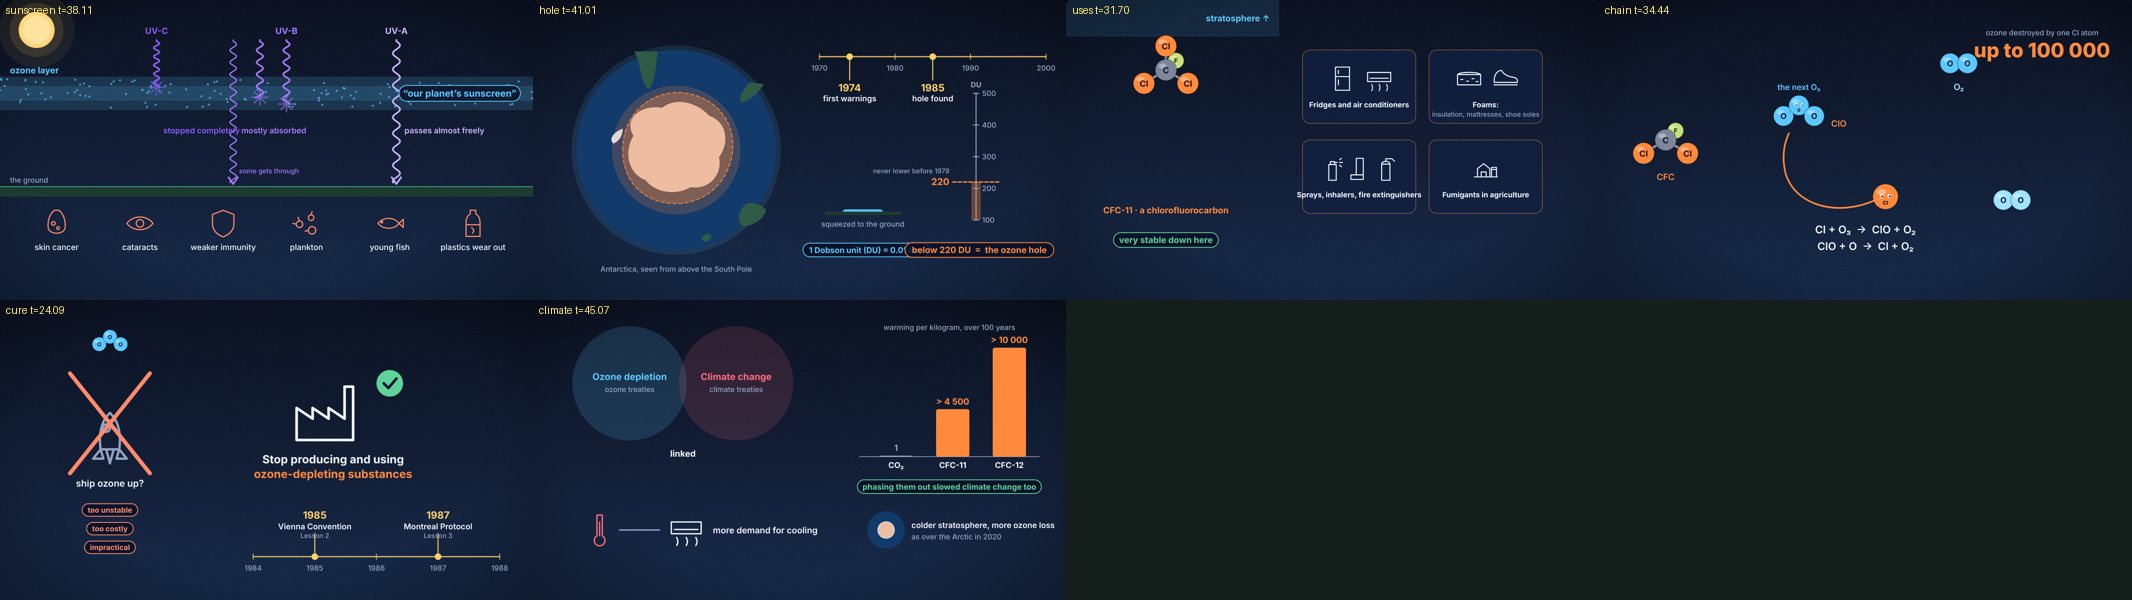 sunscreen t=38.11
UV-C
UV-B
UV-A
ozone layer
“our planet's sunscreen”
stopped completely
mostly absorbed
passes almost freely
some gets through
the ground
skin cancer
cataracts
weaker immunity
plankton
young fish
plastics wear out
hole t=41.01
1970
1980
1990
2000
1974
first warnings
1985
hole found
DU
500
400
300
200
100
never lower before 1979
220
squeezed to the ground
1 Dobson unit (DU) = 0.0
below 220 DU = the ozone hole
Antarctica, seen from above the South Pole
uses t=31.70
stratosphere ↑
Cl
F
C
Cl
Cl
CFC-11 · a chlorofluorocarbon
very stable down here
Fridges and air conditioners
Foams:
insulation, mattresses, shoe soles
Sprays, inhalers, fire extinguishers
Fumigants in agriculture
chain t=34.44
ozone destroyed by one Cl atom
up to 100 000
O O
O₂
the next O₃
O O
ClO
F
C
Cl
Cl
CFC
Cl
O O
Cl + O₃ → ClO + O₂
ClO + O → Cl + O₂
cure t=24.09
O O O
ship ozone up?
too unstable
too costly
impractical
Stop producing and using
ozone-depleting substances
1985
Vienna Convention
Lesson 2
1987
Montreal Protocol
Lesson 3
1984
1985
1986
1987
1988
climate t=45.07
Ozone depletion
ozone treaties
Climate change
climate treaties
linked
warming per kilogram, over 100 years
> 10 000
> 4 500
1
CO₂
CFC-11
CFC-12
phasing them out slowed climate change too
more demand for cooling
colder stratosphere, more ozone loss
as over the Arctic in 2020